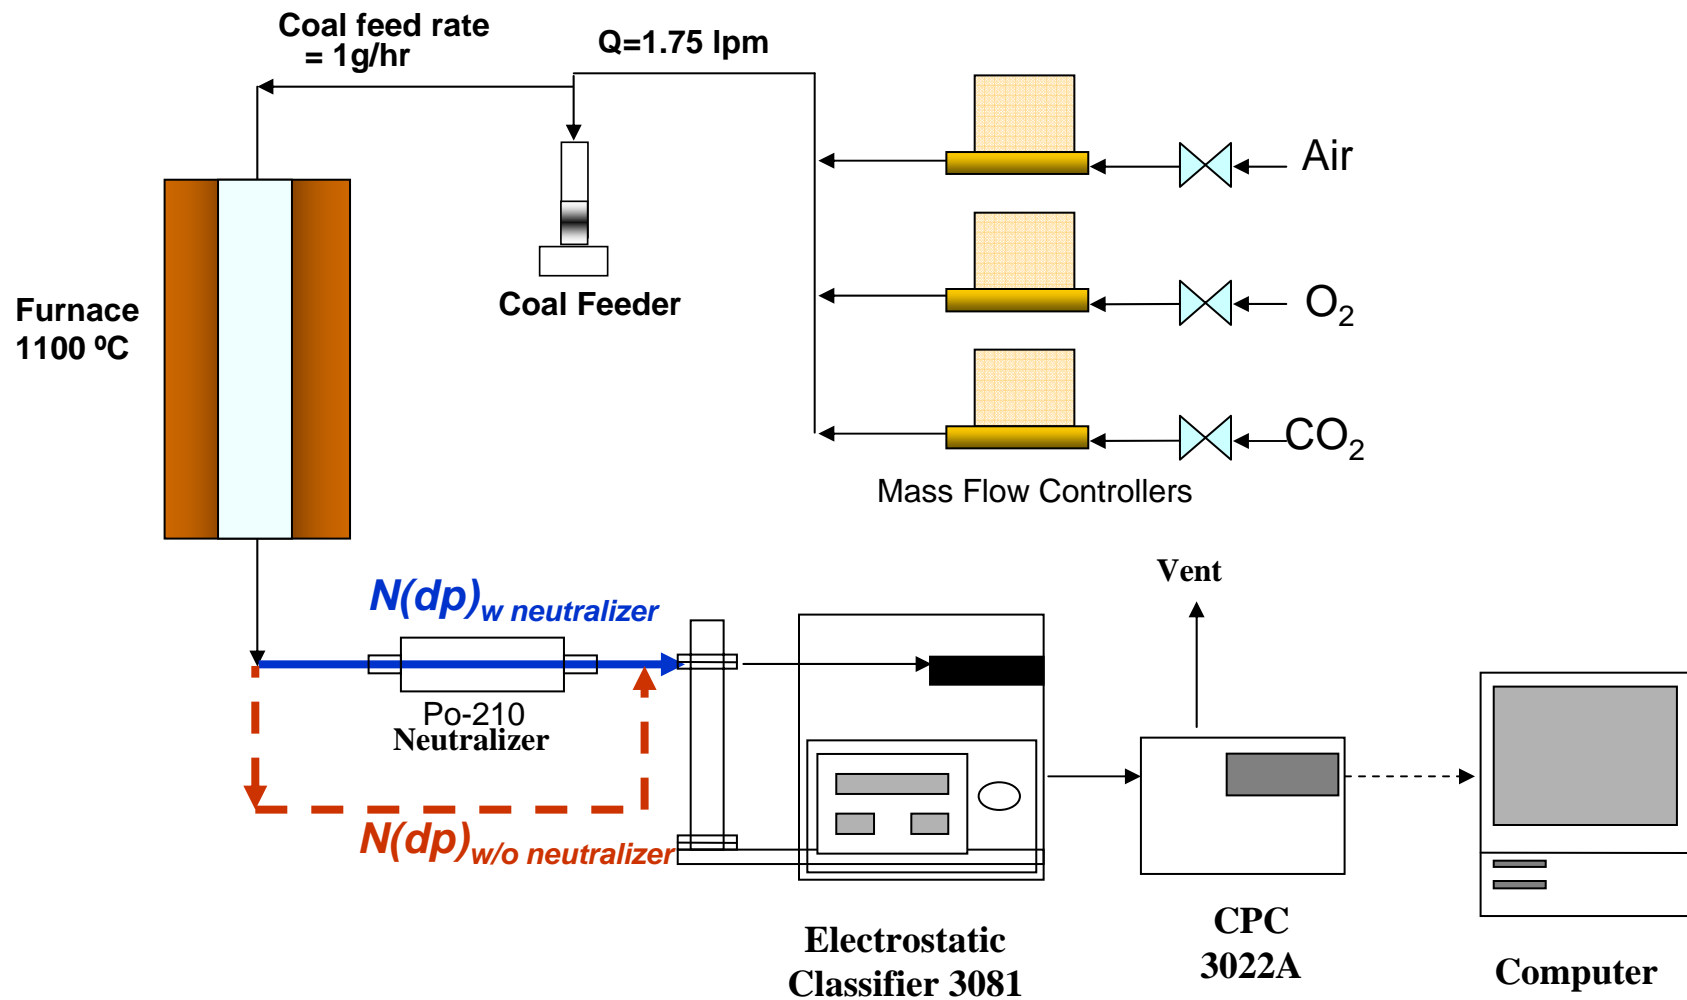 Coal feed rate
= 1g/hr
Q=1.75 lpm
Air
O₂
CO₂
Mass Flow Controllers
Coal Feeder
Furnace
1100 ºC
N(dp)w neutralizer
Po-210
Neutralizer
N(dp)w/o neutralizer
Vent
Electrostatic
Classifier 3081
CPC
3022A
Computer